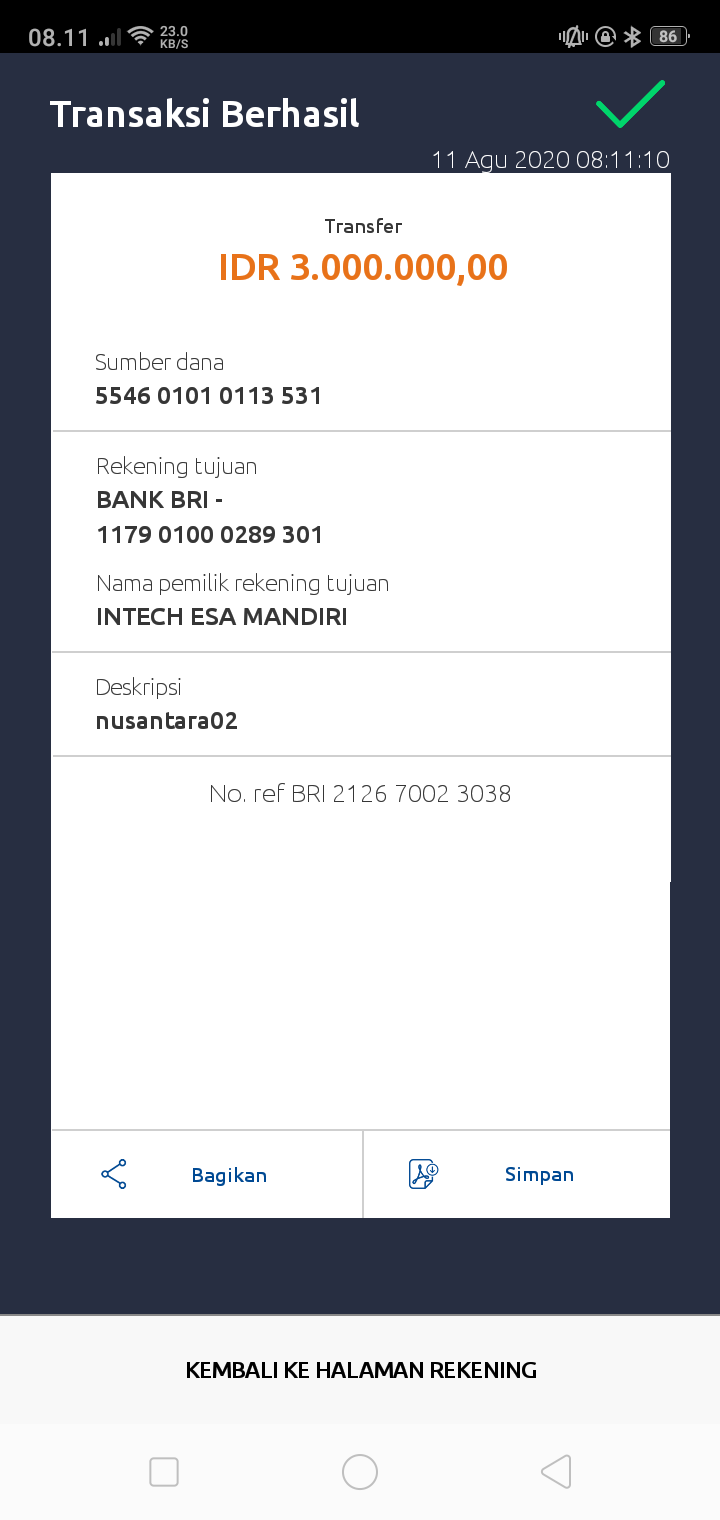 08.11
23.0
KB/S
86
Transaksi Berhasil
11 Agu 2020 08:11:10
Transfer
IDR 3.000.000,00
Sumber dana
5546 0101 0113 531
Rekening tujuan
BANK BRI -
1179 0100 0289 301
Nama pemilik rekening tujuan
INTECH ESA MANDIRI
Deskripsi
nusantara02
No. ref BRI 2126 7002 3038
Bagikan
Simpan
KEMBALI KE HALAMAN REKENING